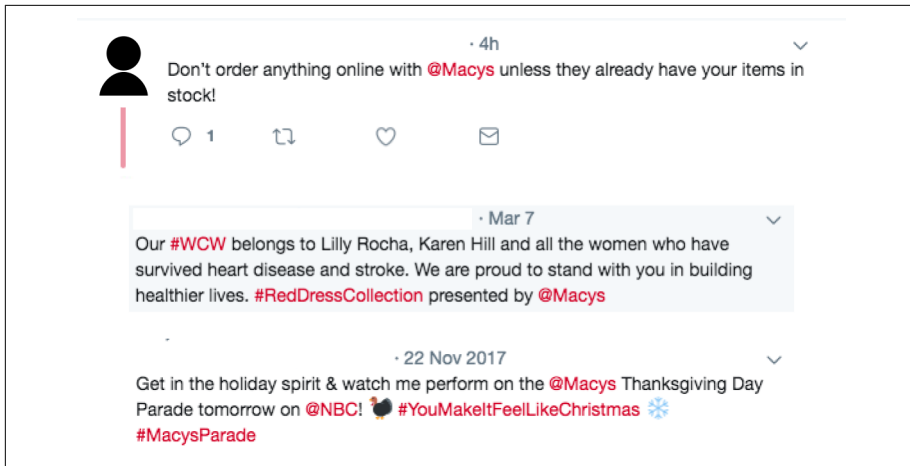 · 4h
Don’t order anything online with @Macys unless they already have your items in
stock!
1
· Mar 7
Our #WCW belongs to Lilly Rocha, Karen Hill and all the women who have
survived heart disease and stroke. We are proud to stand with you in building
healthier lives. #RedDressCollection presented by @Macys
· 22 Nov 2017
Get in the holiday spirit & watch me perform on the @Macys Thanksgiving Day
Parade tomorrow on @NBC! 🦃 #YouMakeItFeelLikeChristmas ❄️
#MacysParade